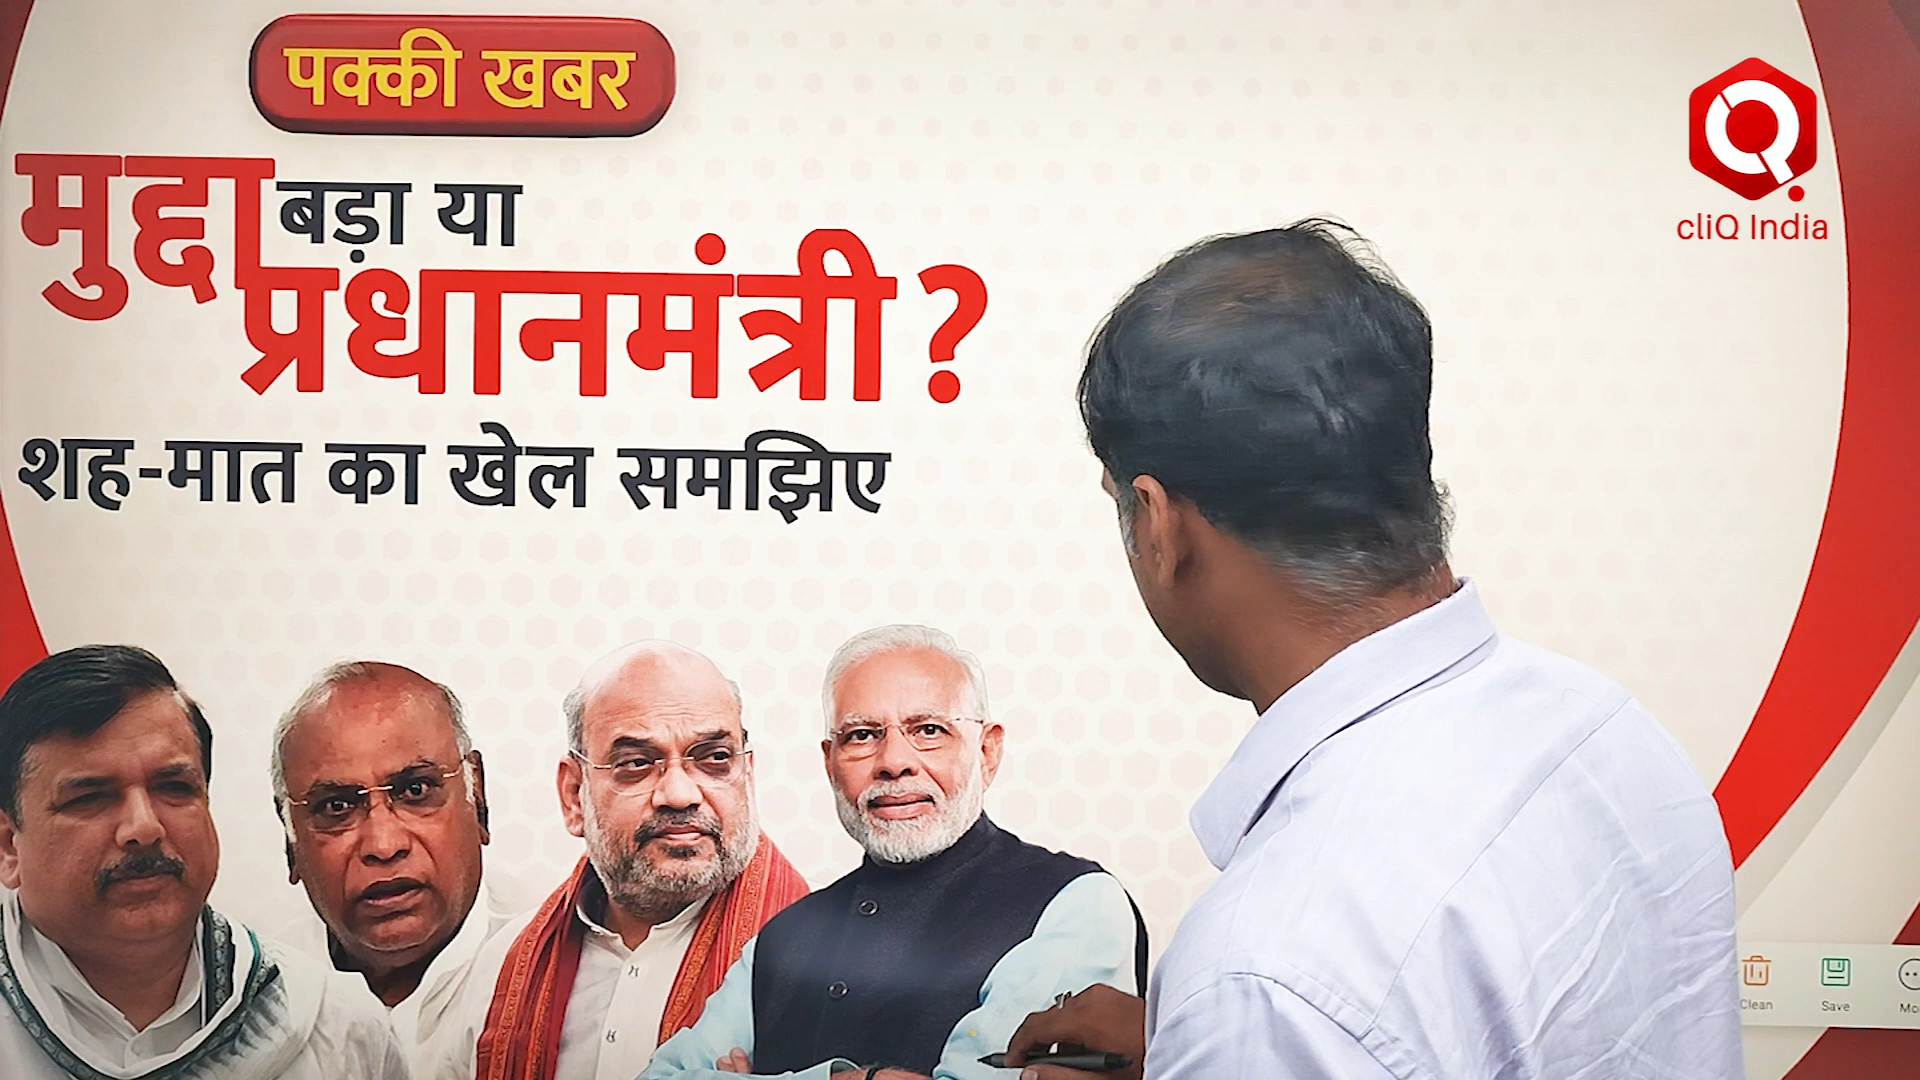 पक्की खबर
मुद्दा बड़ा या
प्रधानमंत्री?
शह-मात का खेल समझिए
cliQ India
Clean
Save